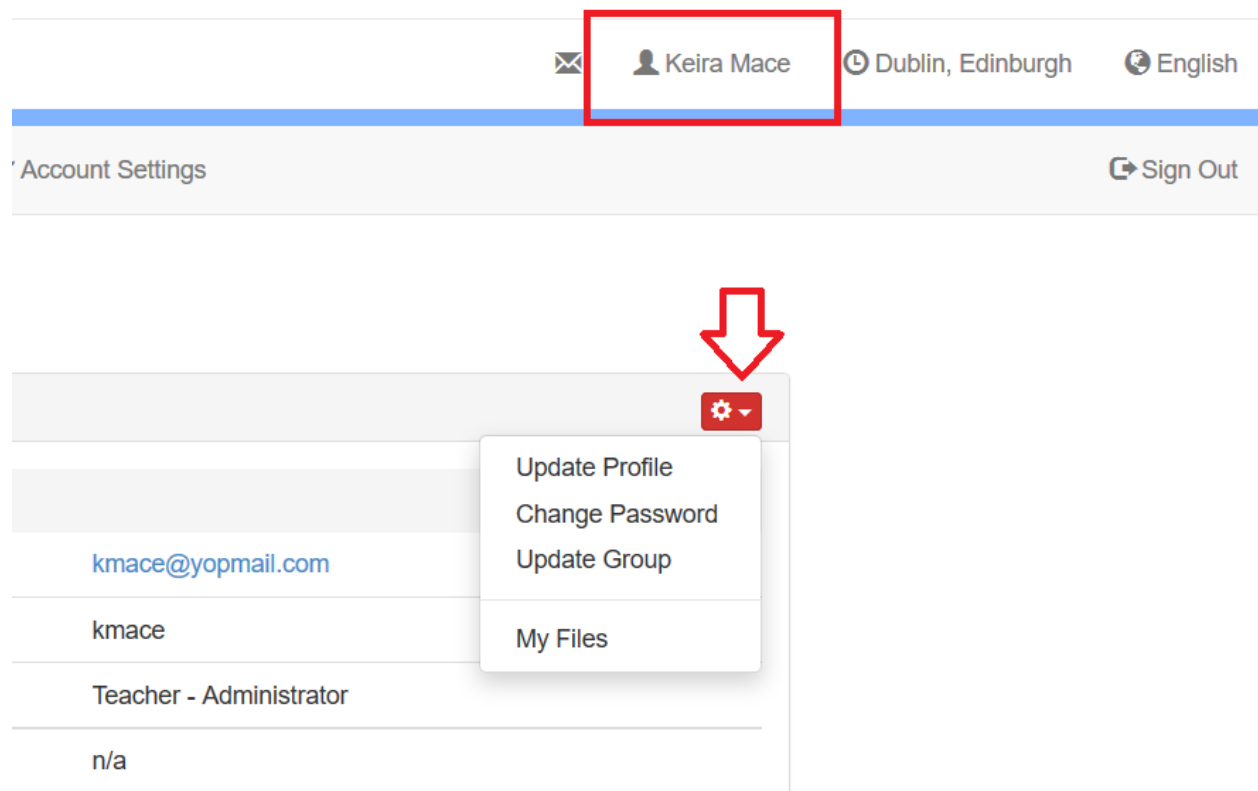 Keira Mace Dublin, Edinburgh English
Account Settings Sign Out
Update Profile
Change Password
Update Group
My Files
kmace@yopmail.com
kmace
Teacher - Administrator
n/a